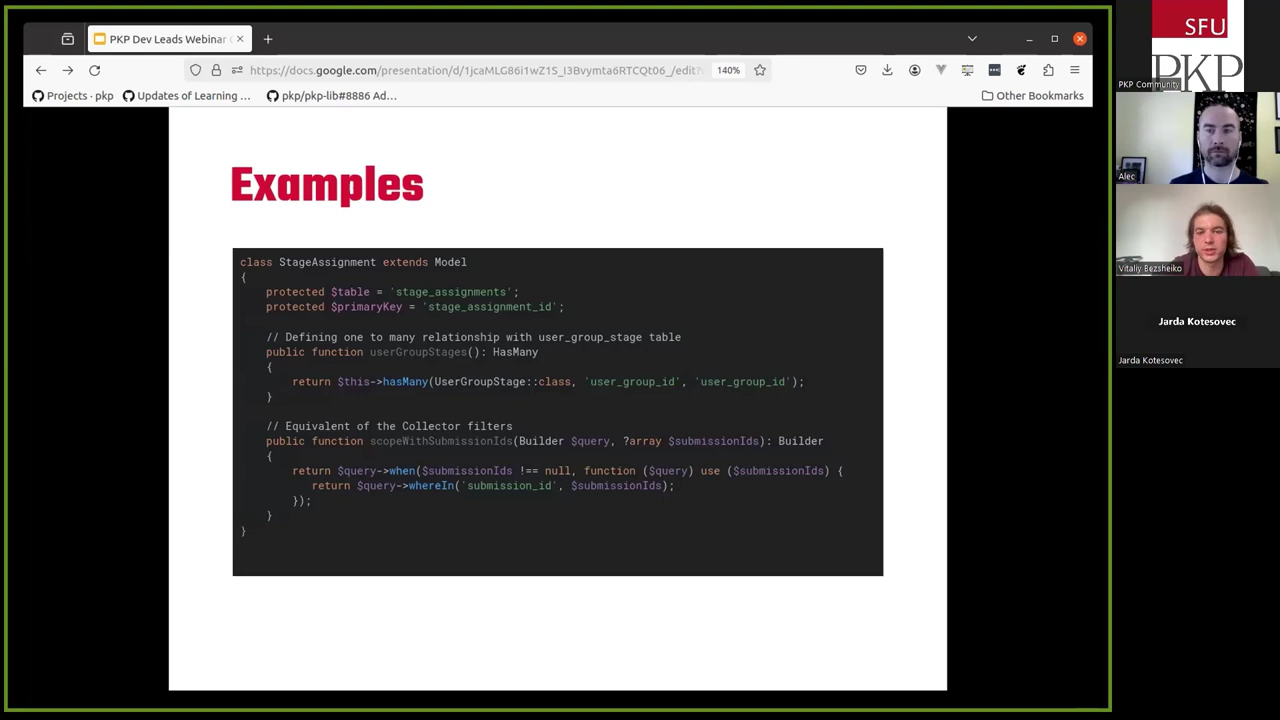 PKP Dev Leads Webinar
https://docs.google.com/presentation/d/1jcaMLG86i1wZ1S_I3Bvymta6RTCQt06_/edit?
140%
Projects · pkp
Updates of Learning ...
pkp/pkp-lib#8886 Ad...
Other Bookmarks
Examples
class StageAssignment extends Model
{
protected $table = 'stage_assignments';
protected $primaryKey = 'stage_assignment_id';
// Defining one to many relationship with user_group_stage table
public function userGroupStages(): HasMany
{
return $this->hasMany(UserGroupStage::class, 'user_group_id', 'user_group_id');
}
// Equivalent of the Collector filters
public function scopeWithSubmissionIds(Builder $query, ?array $submissionIds): Builder
{
return $query->when($submissionIds !== null, function ($query) use ($submissionIds) {
return $query->whereIn('submission_id', $submissionIds);
});
}
}
SFU
PKP
PKP Community
Alec
Vitaliy Bezsheiko
Jarda Kotesovec
Jarda Kotesovec